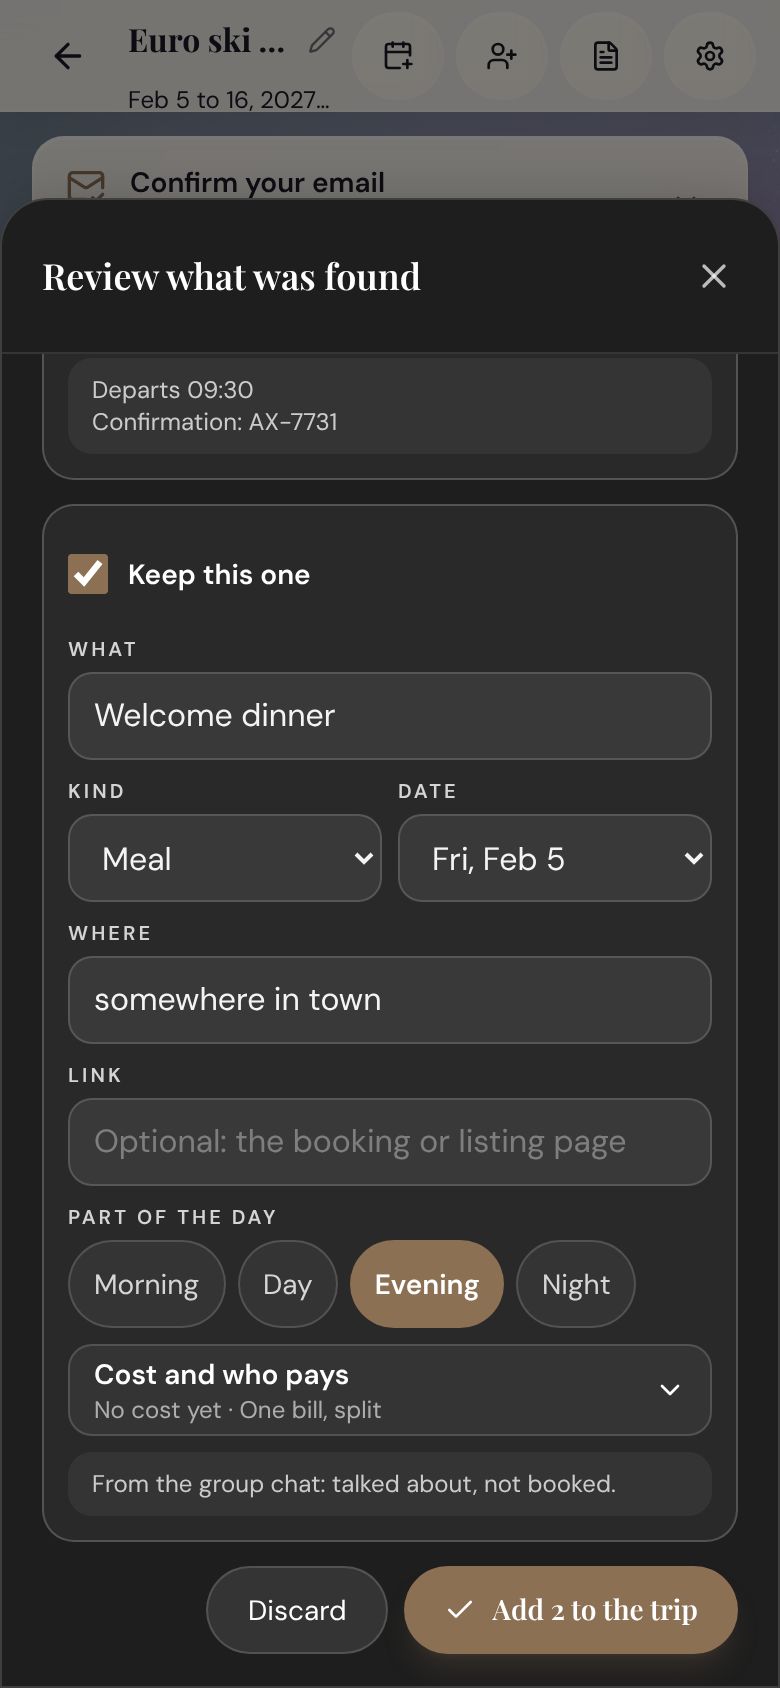 Euro ski ...
Feb 5 to 16, 2027...
Confirm your email
Review what was found
Departs 09:30
Confirmation: AX-7731
Keep this one
WHAT
Welcome dinner
KIND
DATE
Meal
Fri, Feb 5
WHERE
somewhere in town
LINK
Optional: the booking or listing page
PART OF THE DAY
Morning
Day
Evening
Night
Cost and who pays
No cost yet · One bill, split
From the group chat: talked about, not booked.
Discard
Add 2 to the trip